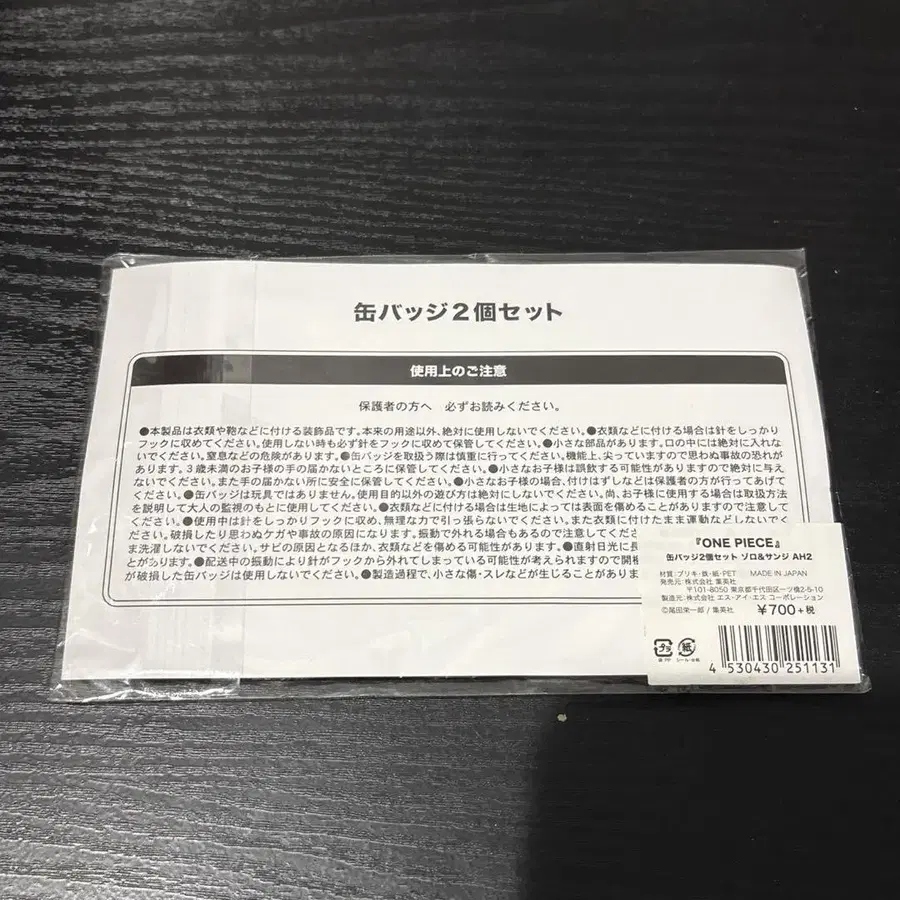 缶バッジ2個セット
使用上のご注意
保護者の方へ 必ずお読みください。
●本製品は衣類や鞄などに付ける装飾品です。本来の用途以外、絶対に使用しないでください。●衣類などに付ける場合は針をしっかり
フックに収めてください。使用しない時も必ず針をフックに収めて保管してください。●小さな部品があります。口の中には絶対に入れな
いでください。窒息などの危険があります。●缶バッジを取扱う際は慎重に行ってください。機能上、尖っていますので思わぬ事故の恐れが
あります。3歳未満のお子様の手の届かないところに保管してください。●小さなお子様は誤飲する可能性がありますので絶対に与え
ないでください。また手の届かない所に安全に保管してください。●小さなお子様の場合、付けはずしなどは保護者の方が行ってあげて
ください。●缶バッジは玩具ではありません。使用目的以外の遊び方は絶対にしないでください。尚、お子様に使用する場合は取扱方法
を説明して大人の監視のもとに使用してください。●衣類などに付ける場合は生地によっては表面を傷めることがありますので注意して
ください。●使用中は針をしっかりフックに収め、無理な力で引っ張らないでください。また衣類に付けたまま運動などしないでく
ださい。破損したり思わぬケガや事故の原因になります。振動で外れる場合もあるので注意してくださ
ま洗濯しないでください。サビの原因となるほか、衣類などを傷める可能性があります。●直射日光に長
とがあります。●配送中の振動により針がフックから外れてしまっている可能性が考えられますので開梱
が破損した缶バッジは使用しないでください。●製造過程で、小さな傷・スレなどが生じることがありま
『ONE PIECE』
缶バッジ2個セット ゾロ&サンジ AH2
材質:ブリキ・鉄・紙・PET MADE IN JAPAN
発売元:株式会社 集英社
〒101-8050 東京都千代田区一ツ橋2-5-10
製造元:株式会社 エス・アイ・エス コーポレーション
©尾田栄一郎/集英社 ¥700+税
プラ 紙
4 530430 251131